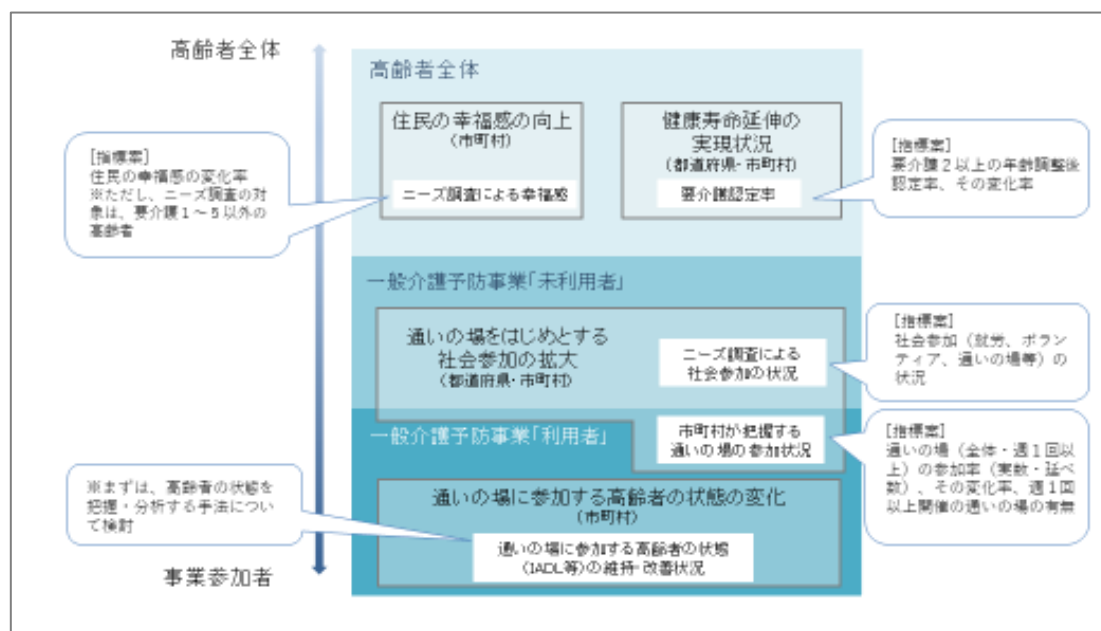 高齢者全体
高齢者全体
住民の幸福感の向上
(市町村)
ニーズ調査による幸福感
健康寿命延伸の
実現状況
(都道府県・市町村)
要介護認定率
[指標案]
住民の幸福感の変化率
※ただし、ニーズ調査の対
象は、要介護1～5以外の
高齢者
[指標案]
要介護2以上の年齢調整後
認定率、その変化率
一般介護予防事業「未利用者」
通いの場をはじめとする
社会参加の拡大
(都道府県・市町村)
ニーズ調査による
社会参加の状況
[指標案]
社会参加(就労、ボラン
ティア、通いの場等)の
状況
一般介護予防事業「利用者」
市町村が把握する
通いの場の参加状況
[指標案]
通いの場(全体・週1回以
上)の参加率(実数・延べ
数)、その変化率、週1回
以上開催の通いの場の有無
通いの場に参加する高齢者の状態の変化
(市町村)
通いの場に参加する高齢者の状態
(IADL等)の維持・改善状況
※まずは、高齢者の状態を
把握・分析する手法につい
て検討
事業参加者